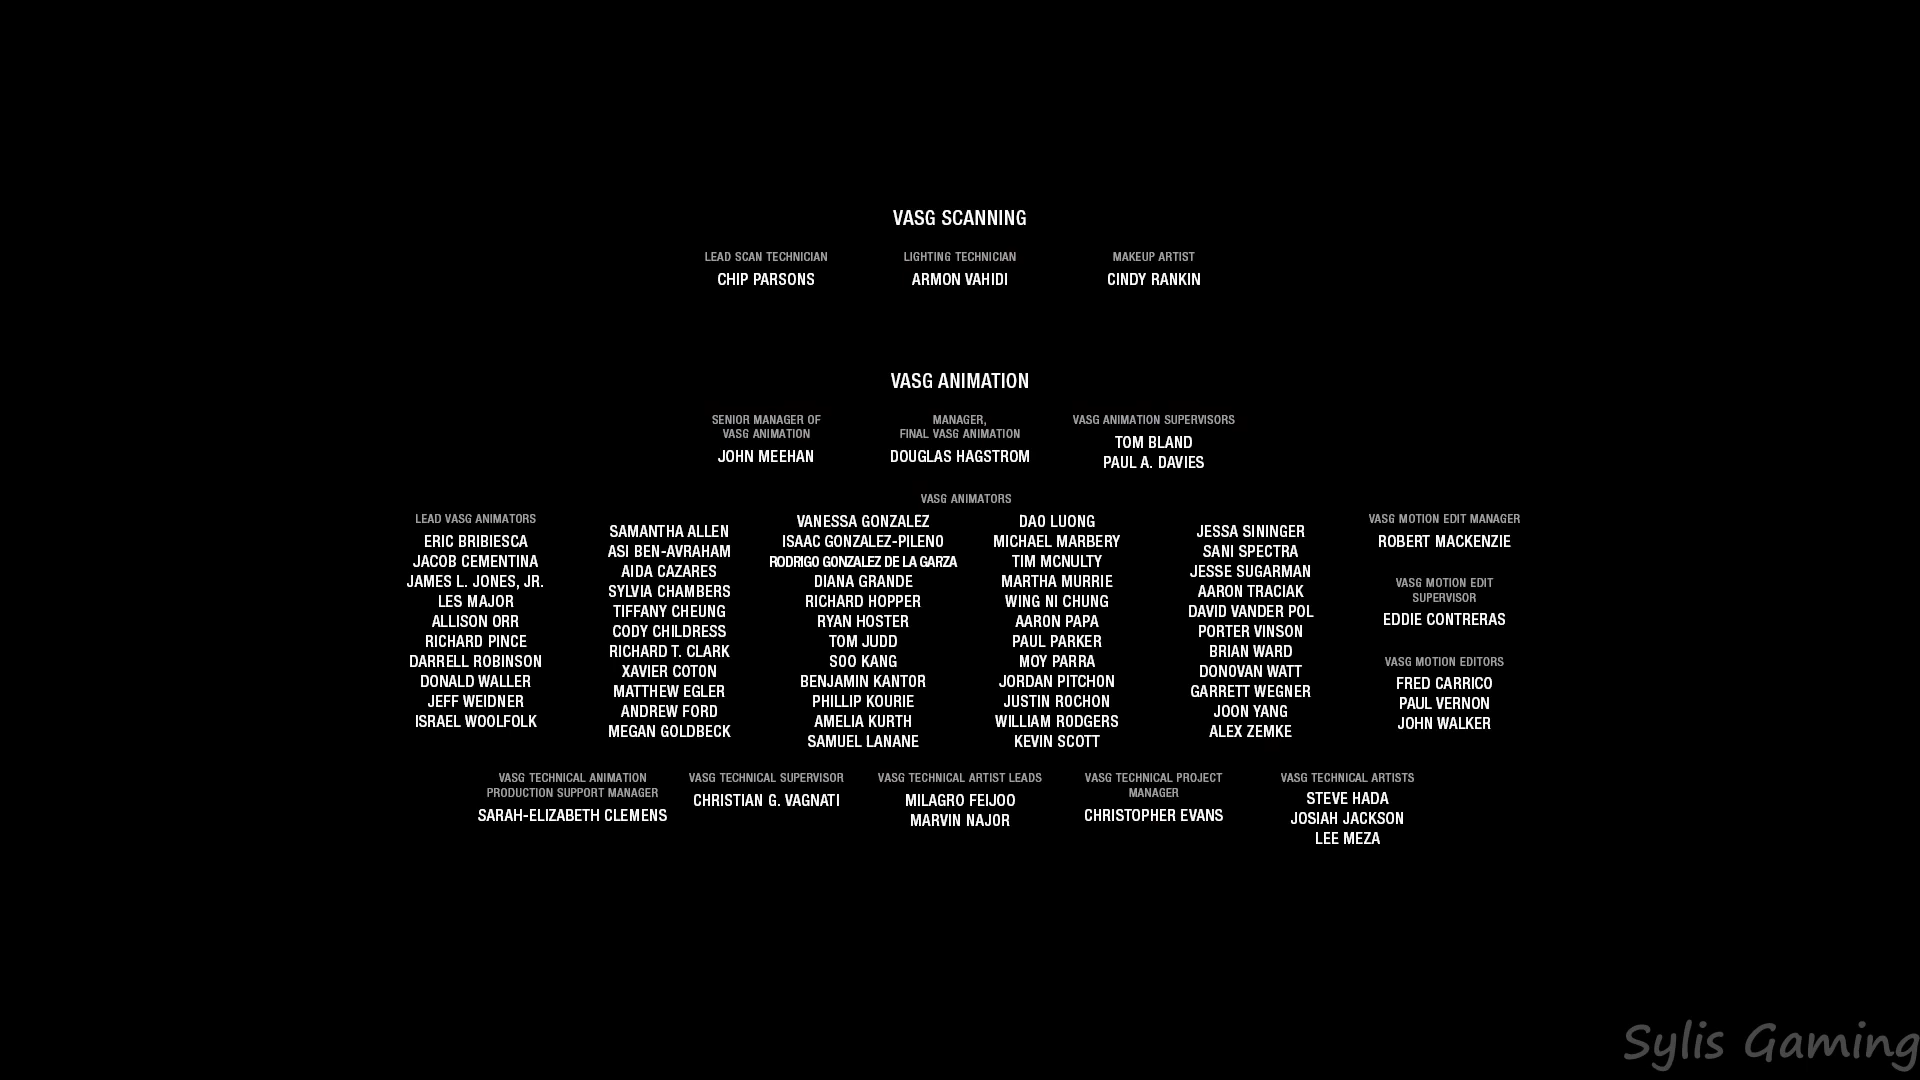 VASG SCANNING
LEAD SCAN TECHNICIAN
CHIP PARSONS
LIGHTING TECHNICIAN
ARMON VAHIDI
MAKEUP ARTIST
CINDY RANKIN
VASG ANIMATION
SENIOR MANAGER OF
VASG ANIMATION
JOHN MEEHAN
MANAGER,
FINAL VASG ANIMATION
DOUGLAS HAGSTROM
VASG ANIMATION SUPERVISORS
TOM BLAND
PAUL A. DAVIES
LEAD VASG ANIMATORS
ERIC BRIBIESCA
JACOB CEMENTINA
JAMES L. JONES, JR.
LES MAJOR
ALLISON ORR
RICHARD PINCE
DARRELL ROBINSON
DONALD WALLER
JEFF WEIDNER
ISRAEL WOOLFOLK
VASG ANIMATORS
SAMANTHA ALLEN
ASI BEN-AVRAHAM
AIDA CAZARES
SYLVIA CHAMBERS
TIFFANY CHEUNG
CODY CHILDRESS
RICHARD T. CLARK
XAVIER COTON
MATTHEW EGLER
ANDREW FORD
MEGAN GOLDBECK
VANESSA GONZALEZ
ISAAC GONZALEZ-PILENO
RODRIGO GONZALEZ DE LA GARZA
DIANA GRANDE
RICHARD HOPPER
RYAN HOSTER
TOM JUDD
SOO KANG
BENJAMIN KANTOR
PHILLIP KOURIE
AMELIA KURTH
SAMUEL LANANE
DAO LUONG
MICHAEL MARBERY
TIM MCNULTY
MARTHA MURRIE
WING NI CHUNG
AARON PAPA
PAUL PARKER
MOY PARRA
JORDAN PITCHON
JUSTIN ROCHON
WILLIAM RODGERS
KEVIN SCOTT
JESSA SININGER
SANI SPECTRA
JESSE SUGARMAN
AARON TRACIAK
DAVID VANDER POL
PORTER VINSON
BRIAN WARD
DONOVAN WATT
GARRETT WEGNER
JOON YANG
ALEX ZEMKE
VASG MOTION EDIT MANAGER
ROBERT MACKENZIE
VASG MOTION EDIT
SUPERVISOR
EDDIE CONTRERAS
VASG MOTION EDITORS
FRED CARRICO
PAUL VERNON
JOHN WALKER
VASG TECHNICAL ANIMATION
PRODUCTION SUPPORT MANAGER
SARAH-ELIZABETH CLEMENS
VASG TECHNICAL SUPERVISOR
CHRISTIAN G. VAGNATI
VASG TECHNICAL ARTIST LEADS
MILAGRO FEIJOO
MARVIN NAJOR
VASG TECHNICAL PROJECT
MANAGER
CHRISTOPHER EVANS
VASG TECHNICAL ARTISTS
STEVE HADA
JOSIAH JACKSON
LEE MEZA
Sylis Gaming